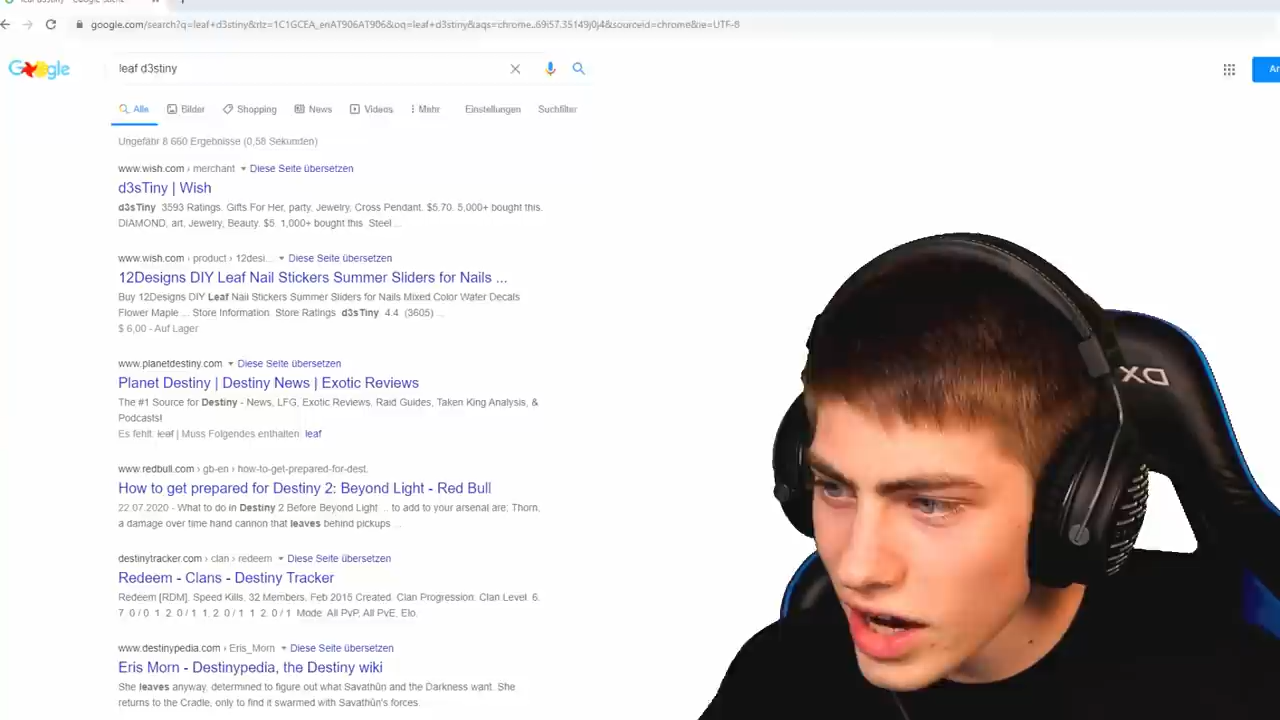 google.com/search?q=leaf+d3stiny&rlz=1C1GCEA_enAT906AT906&oq=leaf+d3stiny&aqs=chrome..69i57.35149j0j4&sourceid=chrome&ie=UTF-8
leaf d3stiny
Alle Bilder Shopping News Videos Mehr Einstellungen Suchfilter
Ungefähr 8 660 Ergebnisse (0,58 Sekunden)
www.wish.com › merchant Diese Seite übersetzen
d3sTiny | Wish
d3sTiny 3593 Ratings. Gifts For Her, party, Jewelry, Cross Pendant. $5.70. 5,000+ bought this.
DIAMOND, art, Jewelry, Beauty. $5 1,000+ bought this Steel ...
www.wish.com › product › 12desi... Diese Seite übersetzen
12Designs DIY Leaf Nail Stickers Summer Sliders for Nails ...
Buy 12Designs DIY Leaf Nail Stickers Summer Sliders for Nails Mixed Color Water Decals
Flower Maple ... Store Information. Store Ratings d3sTiny 4.4 (3605) ...
$ 6,00 - Auf Lager
www.planetdestiny.com Diese Seite übersetzen
Planet Destiny | Destiny News | Exotic Reviews
The #1 Source for Destiny - News, LFG, Exotic Reviews, Raid Guides, Taken King Analysis, &
Podcasts!
Es fehlt: leaf | Muss Folgendes enthalten: leaf
www.redbull.com › gb-en › how-to-get-prepared-for-dest.
How to get prepared for Destiny 2: Beyond Light - Red Bull
22.07.2020 - What to do in Destiny 2 Before Beyond Light ... to add to your arsenal are: Thorn,
a damage over time hand cannon that leaves behind pickups ...
destinytracker.com › clan › redeem Diese Seite übersetzen
Redeem - Clans - Destiny Tracker
Redeem [RDM]. Speed Kills. 32 Members. Feb 2015 Created. Clan Progression. Clan Level. 6.
7 0 / 0 1 2 0 / 1 1 2 0 / 1 1 2 0 / 1 Mode. All PvP, All PvE, Elo.
www.destinypedia.com › Eris_Morn Diese Seite übersetzen
Eris Morn - Destinypedia, the Destiny wiki
She leaves anyway, determined to figure out what Savathûn and the Darkness want. She
returns to the Cradle, only to find it swarmed with Savathûn's forces.
DX